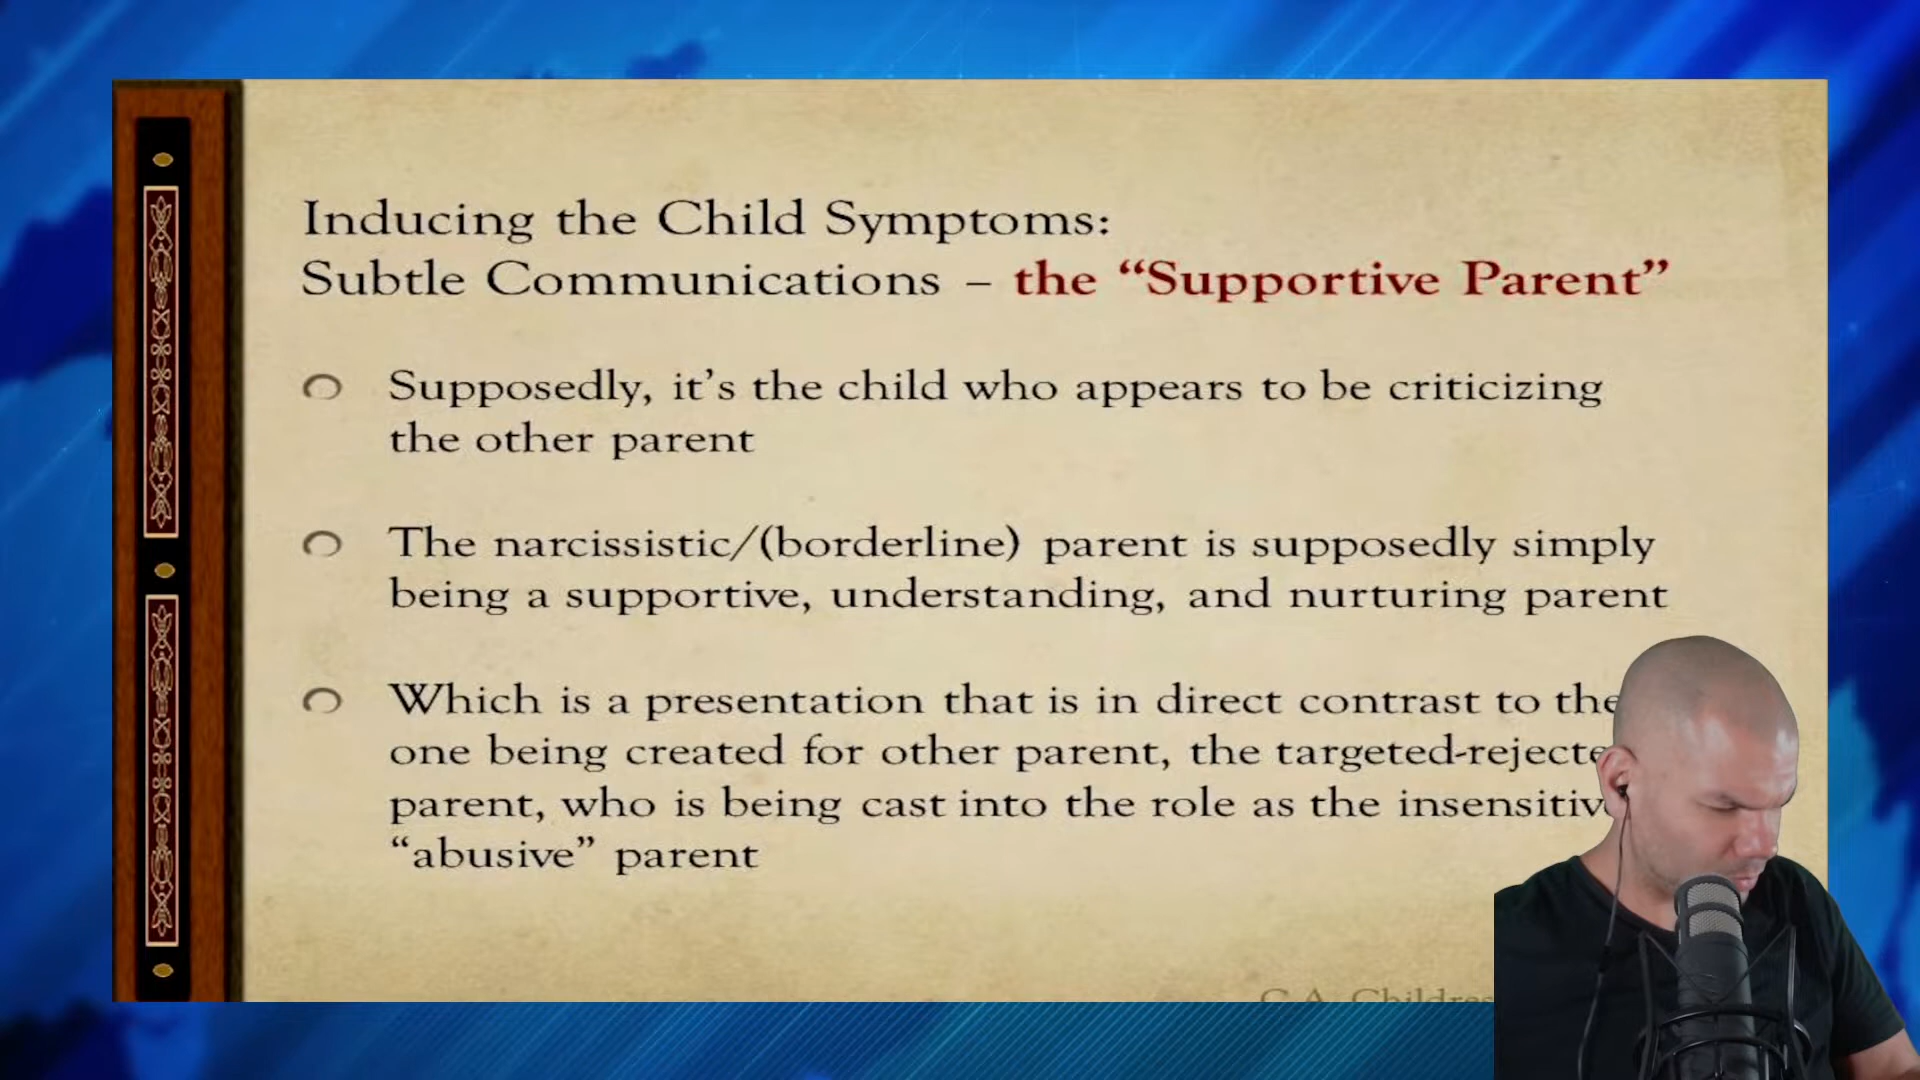 Inducing the Child Symptoms:
Subtle Communications – the “Supportive Parent”
Supposedly, it’s the child who appears to be criticizing
the other parent
The narcissistic/(borderline) parent is supposedly simply
being a supportive, understanding, and nurturing parent
Which is a presentation that is in direct contrast to the
one being created for other parent, the
parent, who is being cast into the role as the
“abusive” parent
C.A.